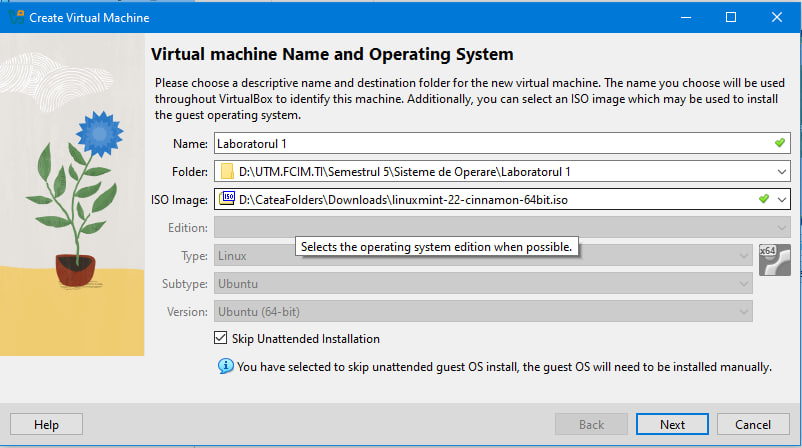 Create Virtual Machine
Virtual machine Name and Operating System
Please choose a descriptive name and destination folder for the new virtual machine. The name you choose will be used
throughout VirtualBox to identify this machine. Additionally, you can select an ISO image which may be used to install
the guest operating system.
Name: Laboratorul 1
Folder: D:\UTM.FCIM.TI\Semestrul 5\Sisteme de Operare\Laboratorul 1
ISO Image: ISO D:\CateaFolders\Downloads\linuxmint-22-cinnamon-64bit.iso
Edition:
Selects the operating system edition when possible.
Type: Linux x64
Subtype: Ubuntu
Version: Ubuntu (64-bit)
Skip Unattended Installation
You have selected to skip unattended guest OS install, the guest OS will need to be installed manually.
Help Back Next Cancel